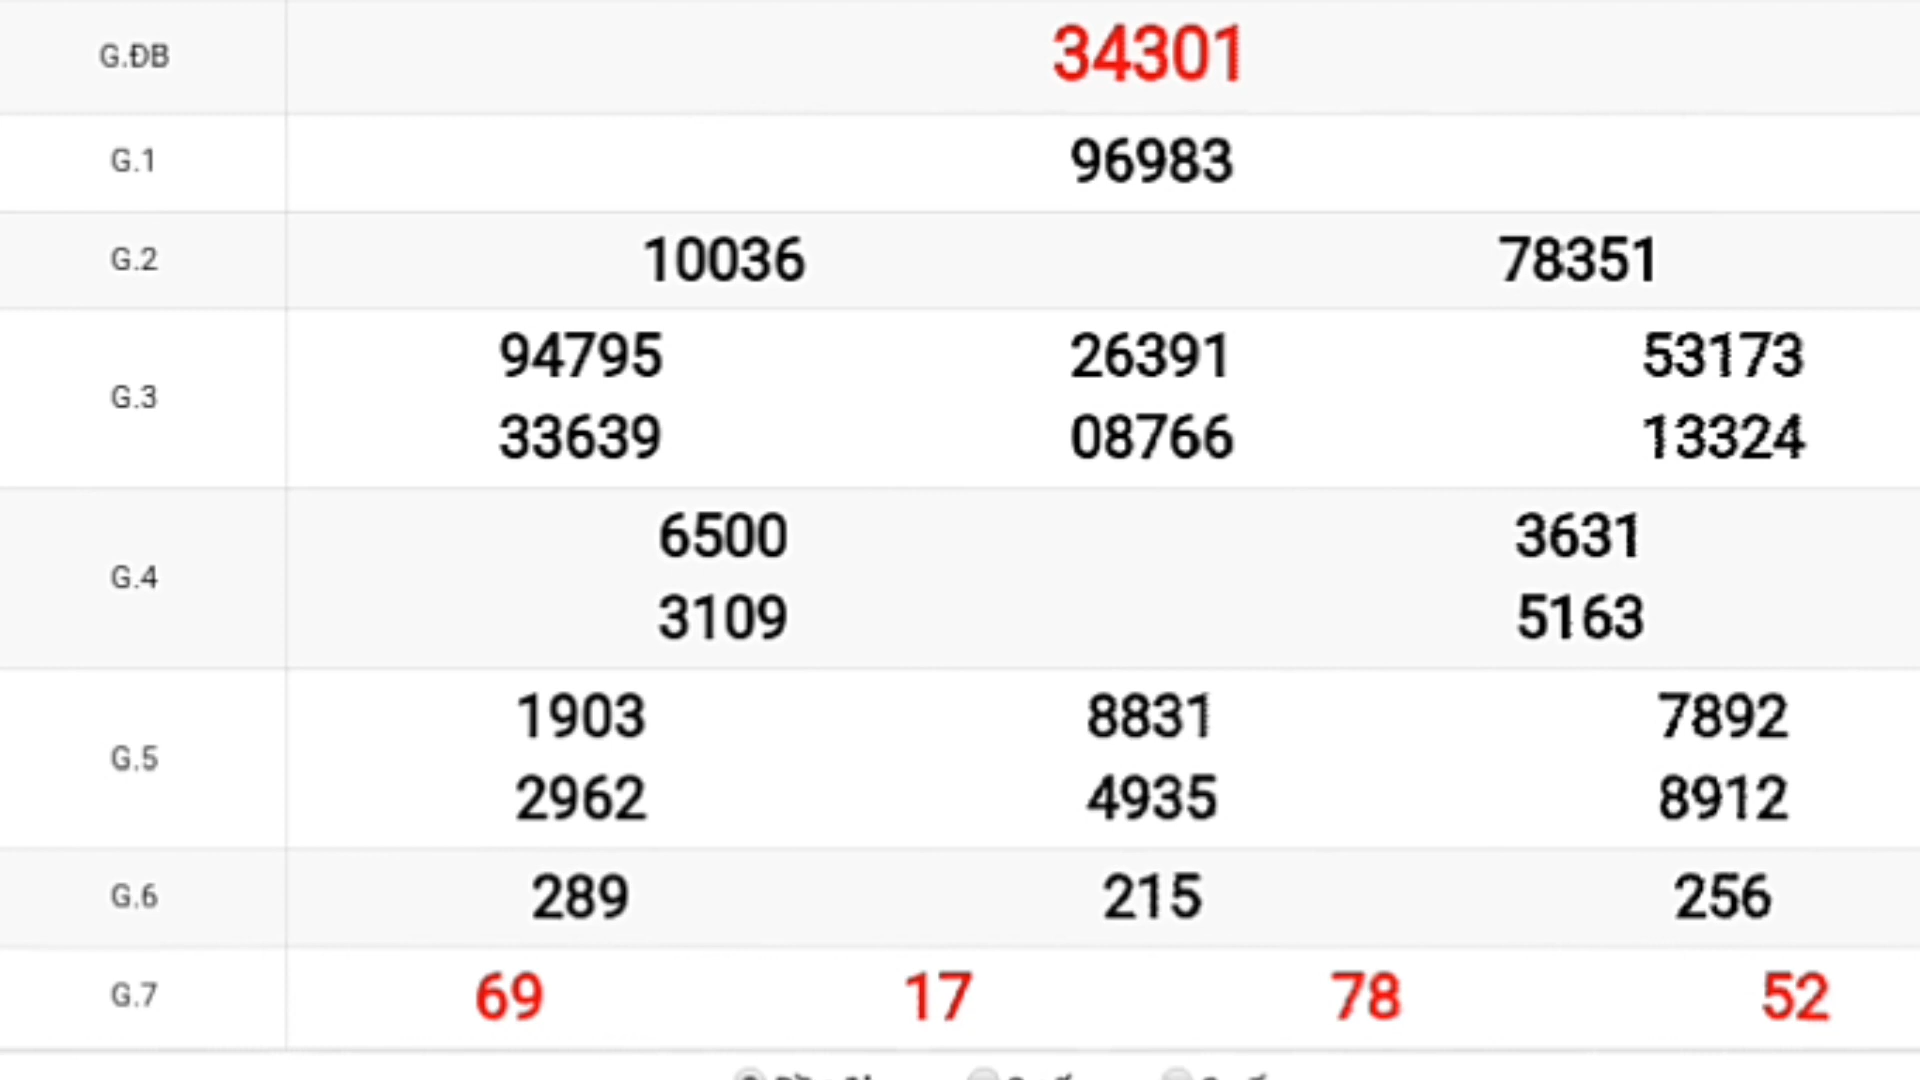 G.ĐB 34301
G.1 96983
G.2 10036 78351
G.3 94795 26391 53173
33639 08766 13324
G.4 6500 3631
3109 5163
G.5 1903 8831 7892
2962 4935 8912
G.6 289 215 256
G.7 69 17 78 52